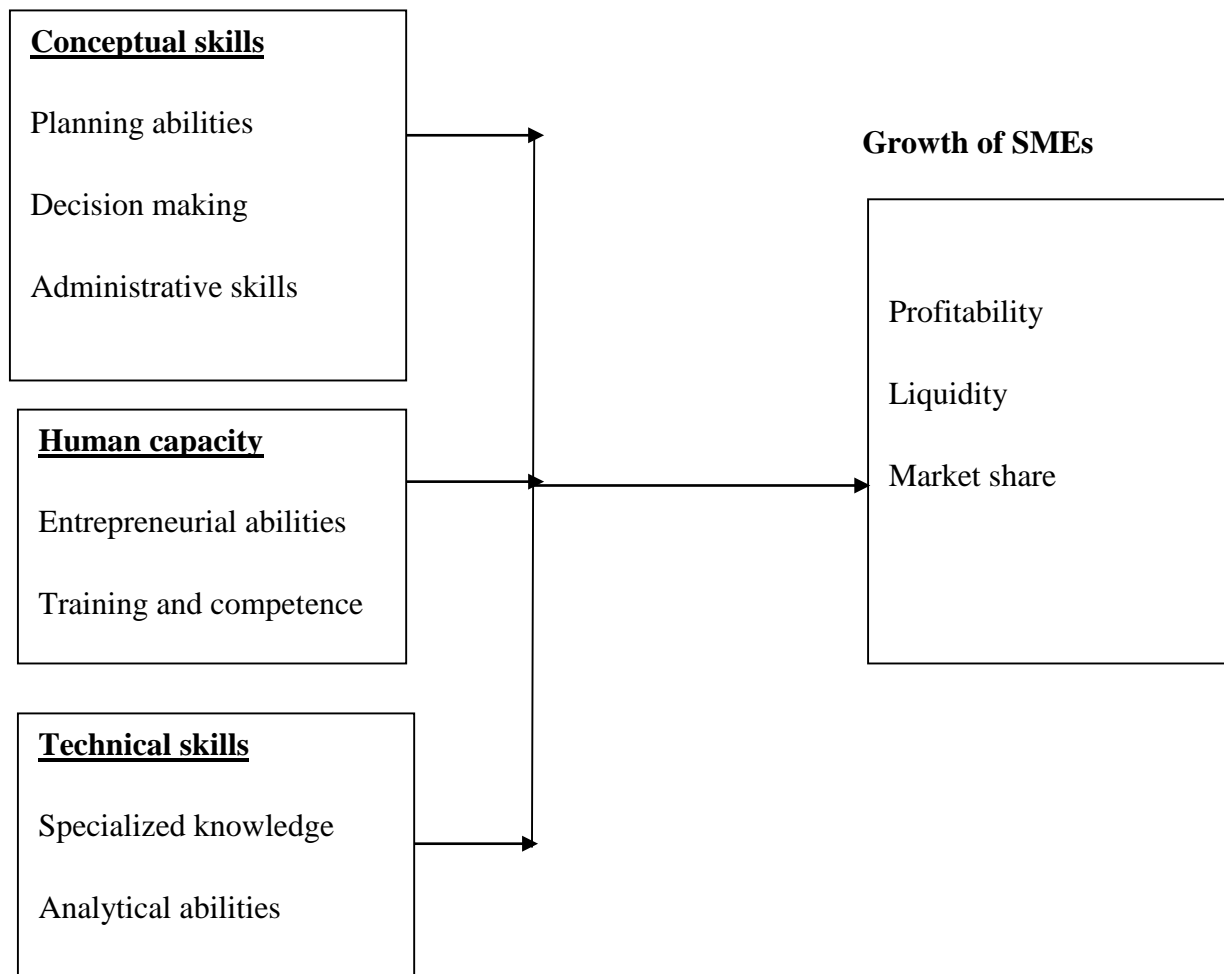 Conceptual skills
Planning abilities
Decision making
Administrative skills
Human capacity
Entrepreneurial abilities
Training and competence
Technical skills
Specialized knowledge
Analytical abilities
Growth of SMEs
Profitability
Liquidity
Market share